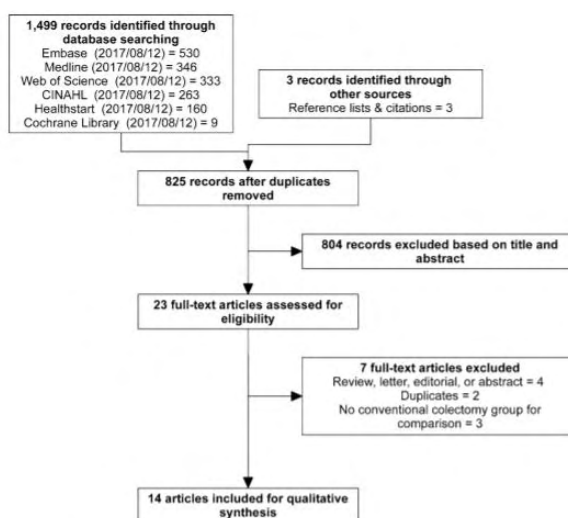 1,499 records identified through
database searching
Embase (2017/08/12) = 530
Medline (2017/08/12) = 346
Web of Science (2017/08/12) = 333
CINAHL (2017/08/12) = 263
Healthstart (2017/08/12) = 160
Cochrane Library (2017/08/12) = 9
3 records identified through
other sources
Reference lists & citations = 3
825 records after duplicates
removed
804 records excluded based on title and
abstract
23 full-text articles assessed for
eligibility
7 full-text articles excluded
Review, letter, editorial, or abstract = 4
Duplicates = 2
No conventional colectomy group for
comparison = 3
14 articles included for qualitative
synthesis